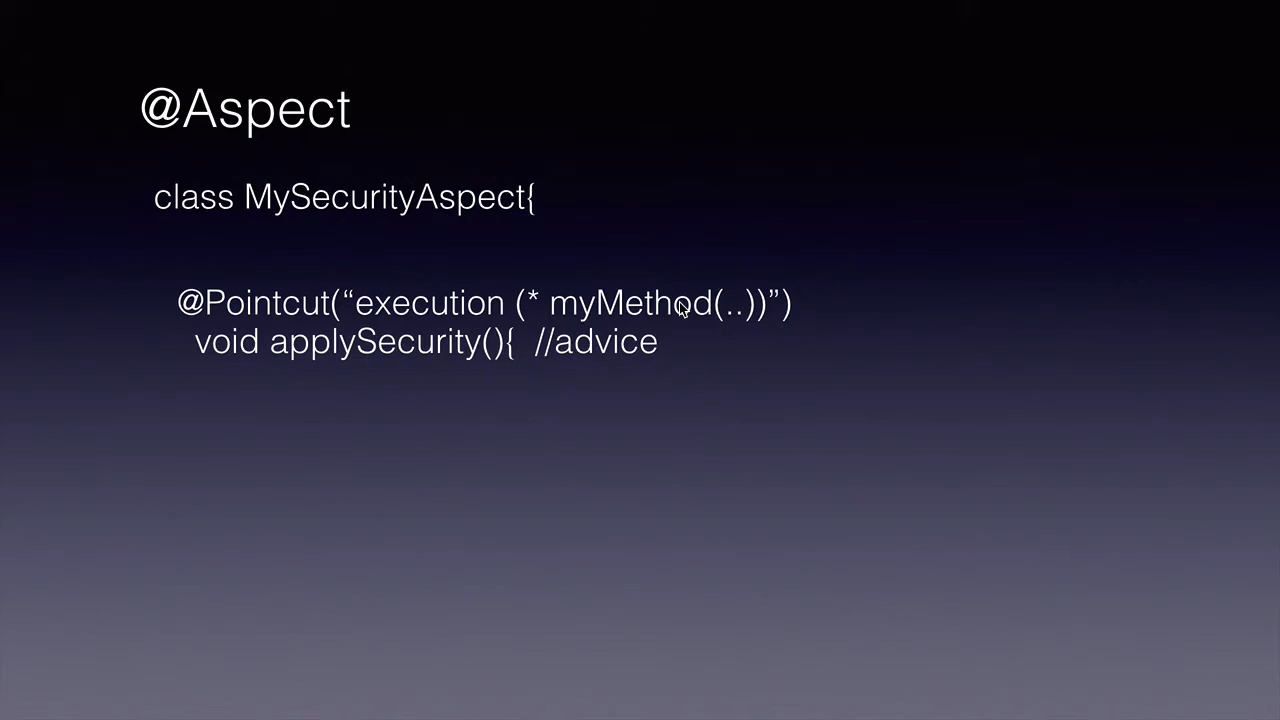 @Aspect
class MySecurityAspect{
@Pointcut(“execution (* myMethod(..))”)
void applySecurity(){ //advice